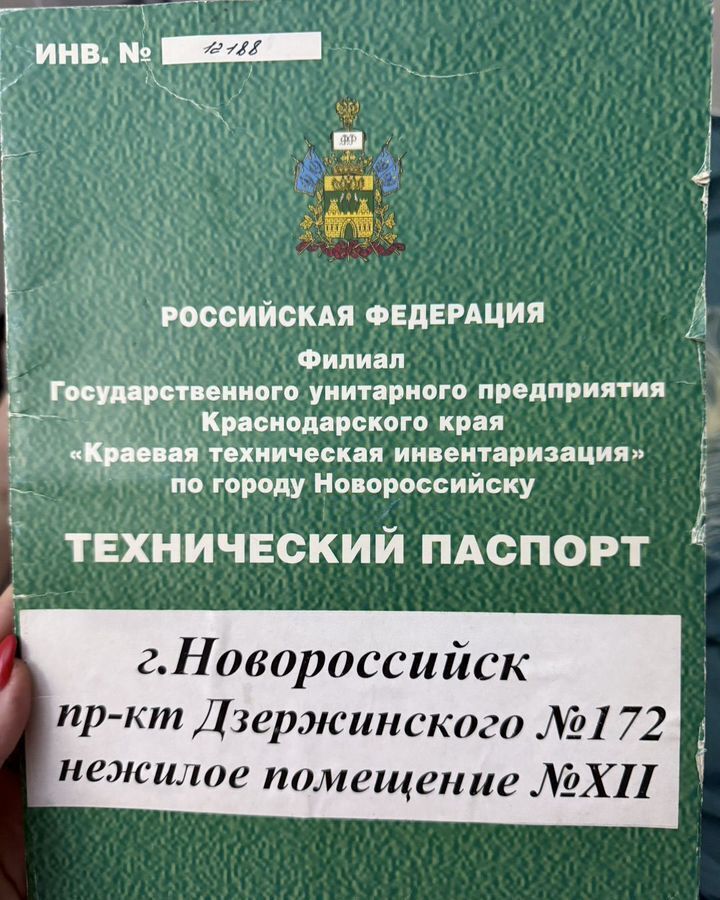 ИНВ. № 12188
РОССИЙСКАЯ ФЕДЕРАЦИЯ
Филиал
Государственного унитарного предприятия
Краснодарского края
«Краевая техническая инвентаризация»
по городу Новороссийску
ТЕХНИЧЕСКИЙ ПАСПОРТ
г.Новороссийск
пр-кт Дзержинского №172
нежилое помещение №XII